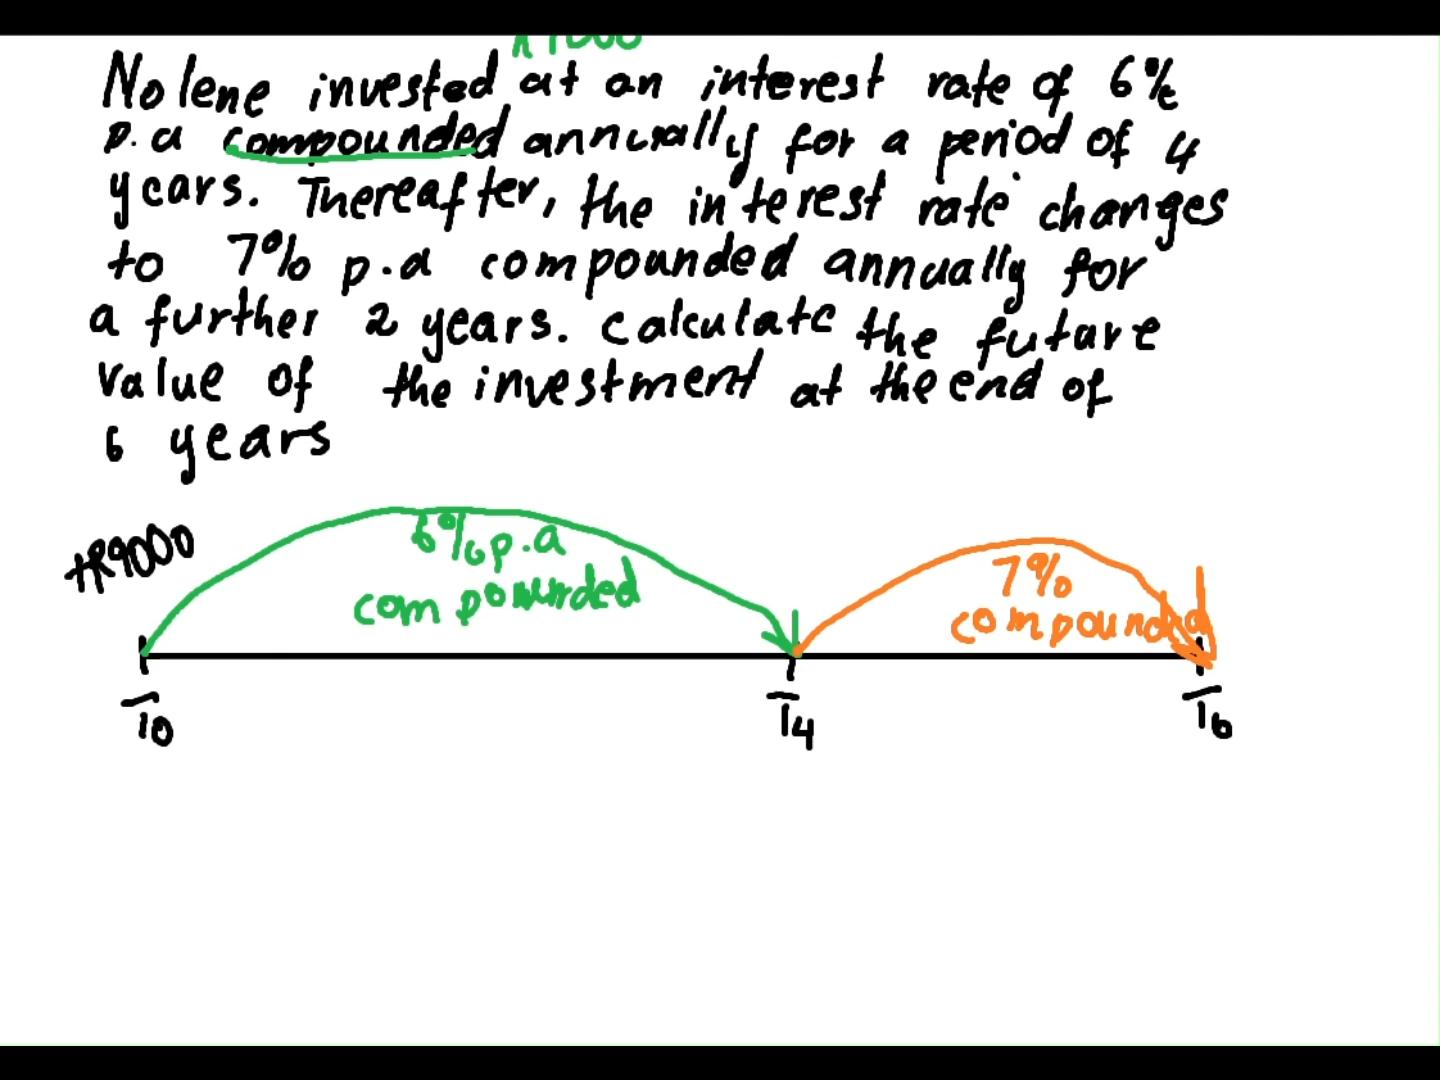 Nolene invested at an interest rate of 6%
p.a compounded annually for a period of 4
years. Thereafter, the interest rate changes
to 7% p.a compounded annually for
a further 2 years. calculate the future
value of the investment at the end of
6 years
+R9000
6% p.a
compounded
7%
compounded
T0
T4
T6